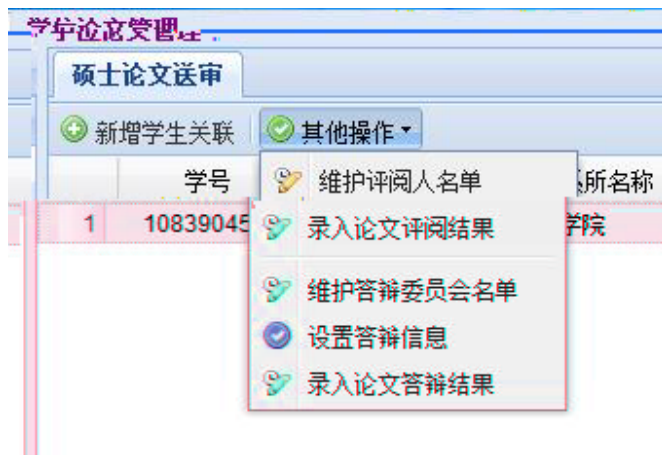 学位论文管理
硕士论文送审
新增学生关联 其他操作
学号 所名称
维护评阅人名单
1 10839045 学院
录入论文评阅结果
维护答辩委员会名单
设置答辩信息
录入论文答辩结果